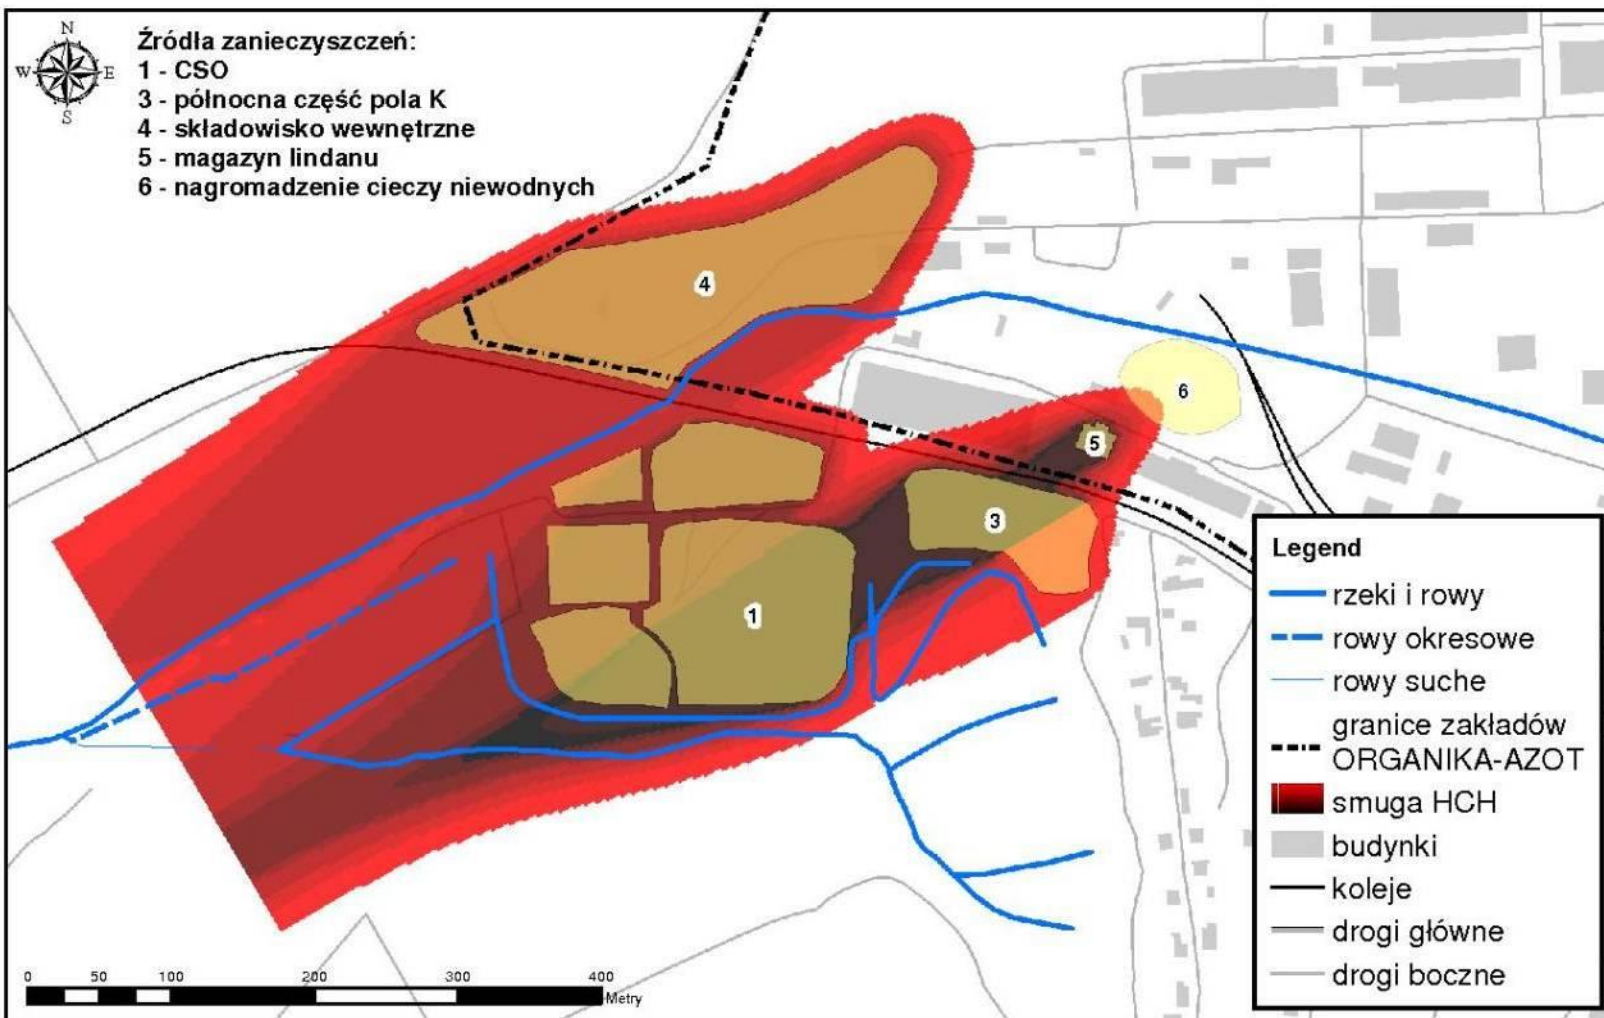 N
W E
S
Źródła zanieczyszczeń:
1 - CSO
3 - północna część pola K
4 - składowisko wewnętrzne
5 - magazyn lindanu
6 - nagromadzenie cieczy niewodnych
4
6
5
3
1
Legend
rzeki i rowy
rowy okresowe
rowy suche
granice zakładów
ORGANIKA-AZOT
smuga HCH
budynki
koleje
drogi główne
drogi boczne
0 50 100 200 300 400
Metry